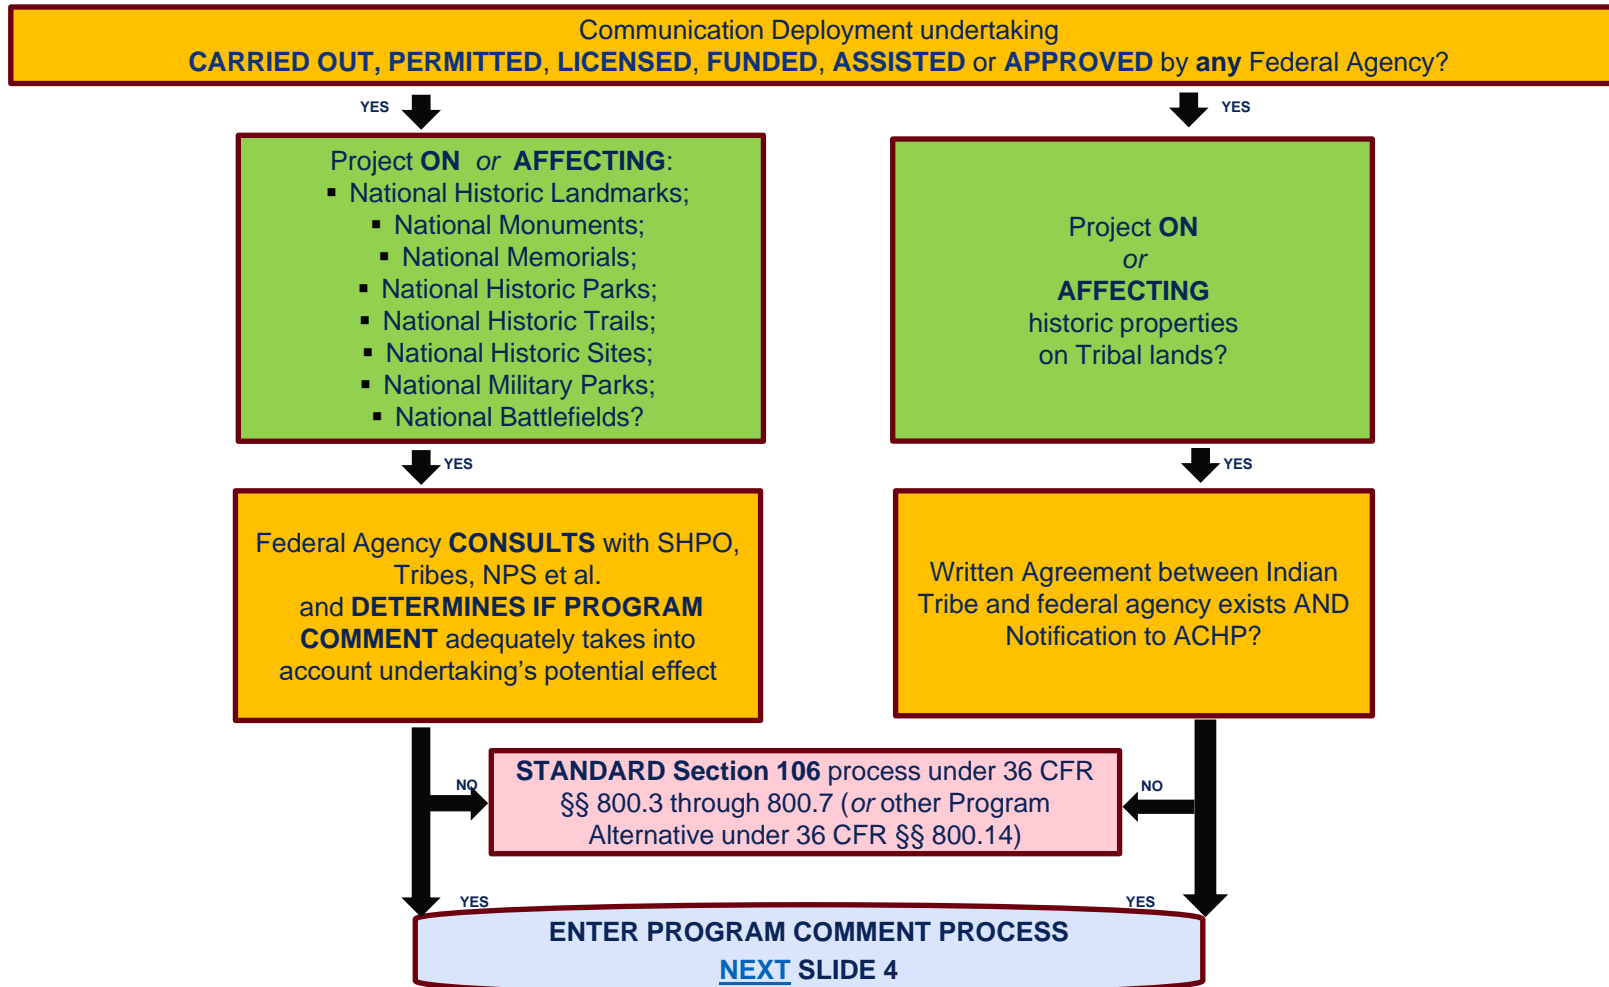 Communication Deployment undertaking
CARRIED OUT, PERMITTED, LICENSED, FUNDED, ASSISTED or APPROVED by any Federal Agency?
YES
YES
Project ON or AFFECTING:
▪ National Historic Landmarks;
▪ National Monuments;
▪ National Memorials;
▪ National Historic Parks;
▪ National Historic Trails;
▪ National Historic Sites;
▪ National Military Parks;
▪ National Battlefields?
Project ON
or
AFFECTING
historic properties
on Tribal lands?
YES
YES
Federal Agency CONSULTS with SHPO,
Tribes, NPS et al.
and DETERMINES IF PROGRAM
COMMENT adequately takes into
account undertaking's potential effect
Written Agreement between Indian
Tribe and federal agency exists AND
Notification to ACHP?
NO
STANDARD Section 106 process under 36 CFR
§§ 800.3 through 800.7 (or other Program
Alternative under 36 CFR §§ 800.14)
NO
YES
YES
ENTER PROGRAM COMMENT PROCESS
NEXT SLIDE 4